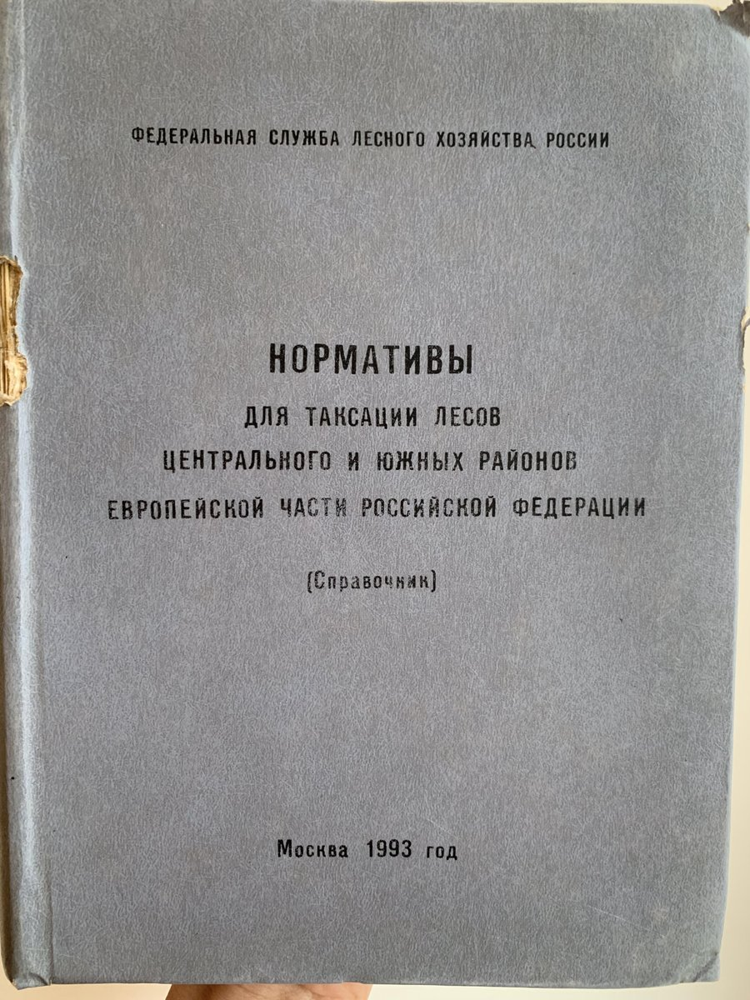 ФЕДЕРАЛЬНАЯ СЛУЖБА ЛЕСНОГО ХОЗЯЙСТВА РОССИИ
НОРМАТИВЫ
ДЛЯ ТАКСАЦИИ ЛЕСОВ
ЦЕНТРАЛЬНОГО И ЮЖНЫХ РАЙОНОВ
ЕВРОПЕЙСКОЙ ЧАСТИ РОССИЙСКОЙ ФЕДЕРАЦИИ
(Справочник)
Москва 1993 год